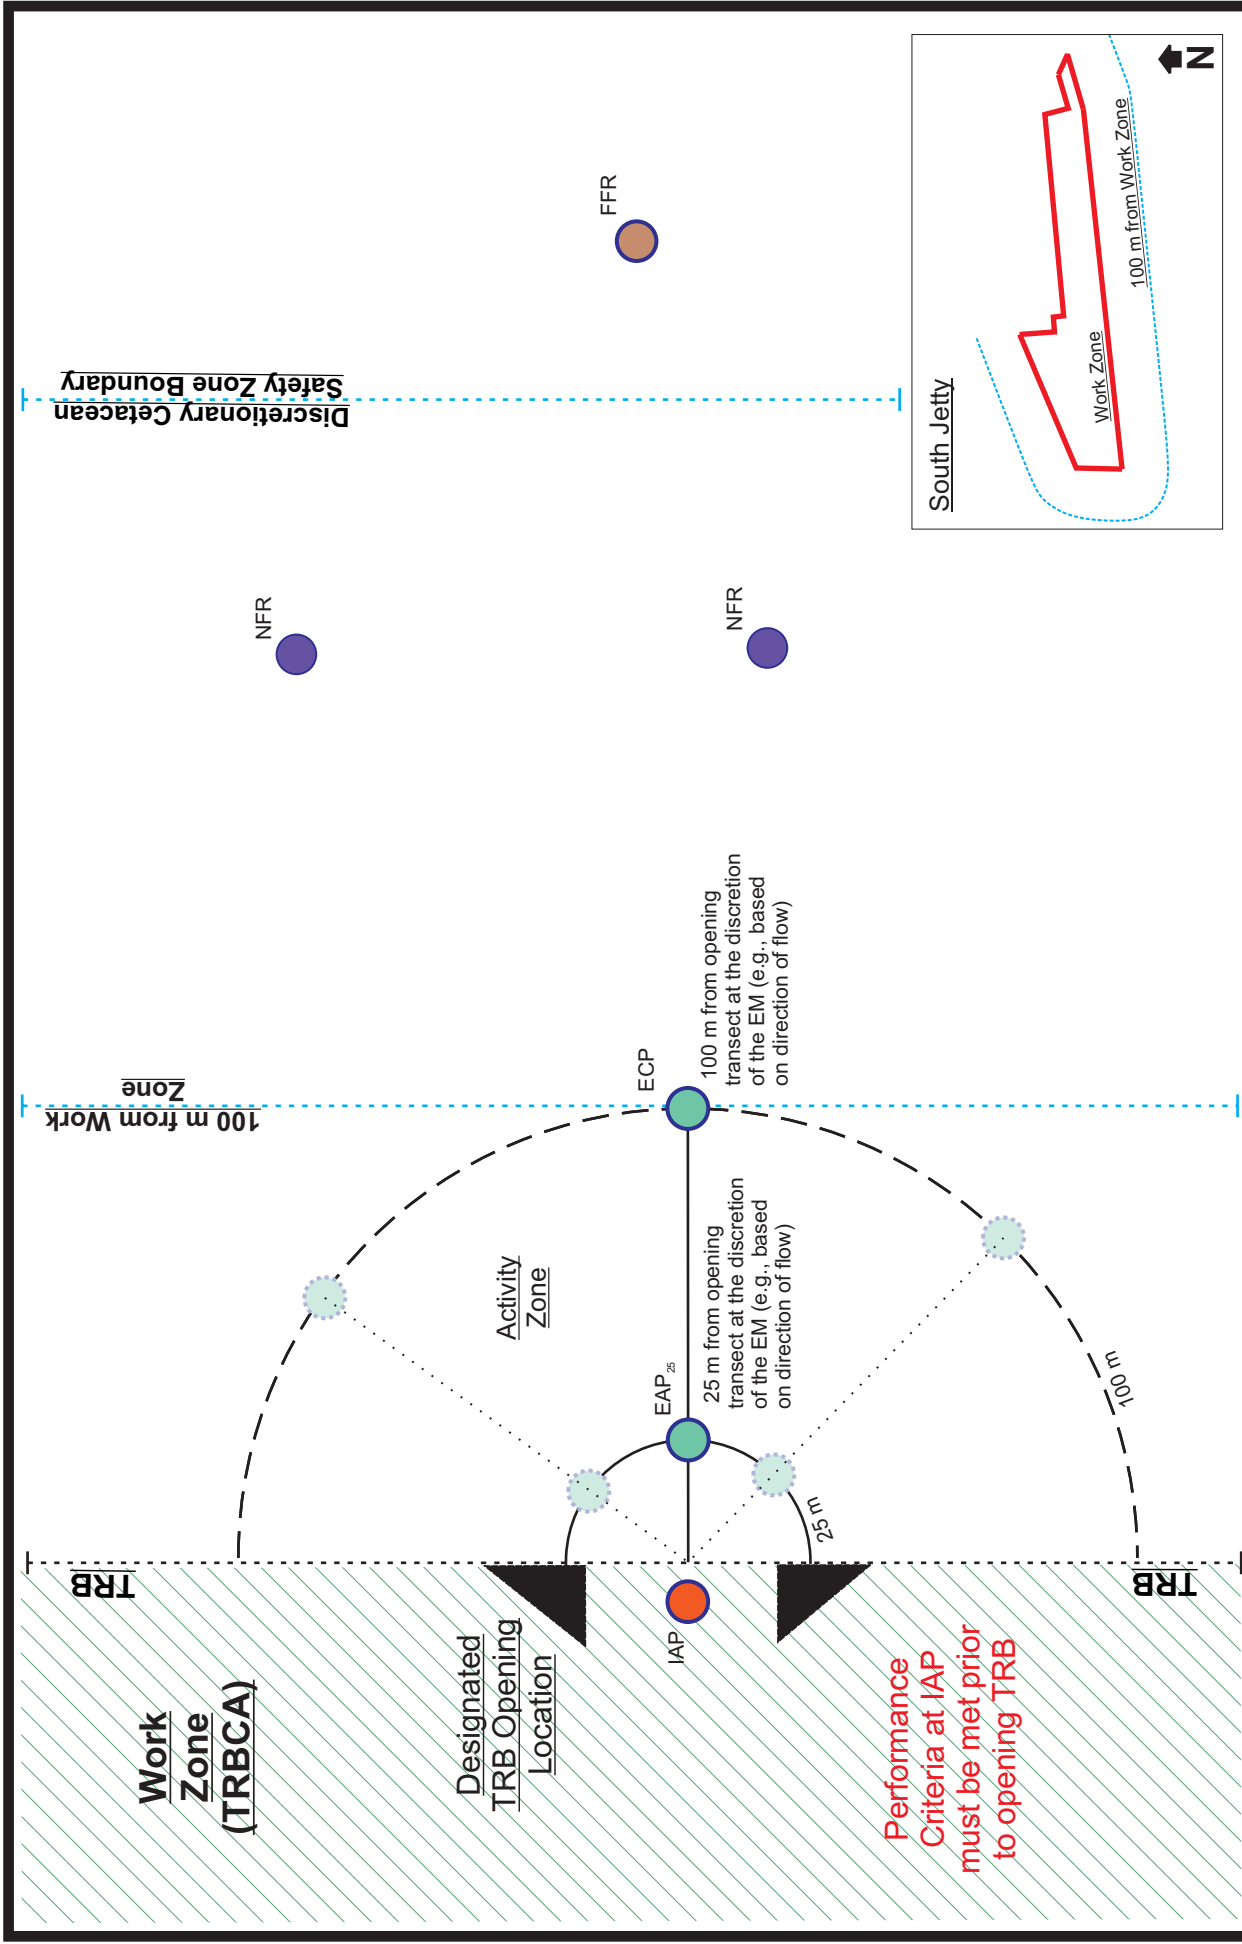 Work
Zone
(TRBCA)
Designated
TRB Opening
Location
Performance
Criteria at IAP
must be met prior
to opening TRB
TRB
TRB
IAP
25 m
100 m
EAP25
25 m from opening
transect at the discretion
of the EM (e.g., based
on direction of flow)
Activity
Zone
ECP
100 m from opening
transect at the discretion
of the EM (e.g., based
on direction of flow)
100 m from Work
Zone
NFR
NFR
Discretionary Cetacean
Safety Zone Boundary
FFR
South Jetty
Work Zone
100 m from Work Zone
N